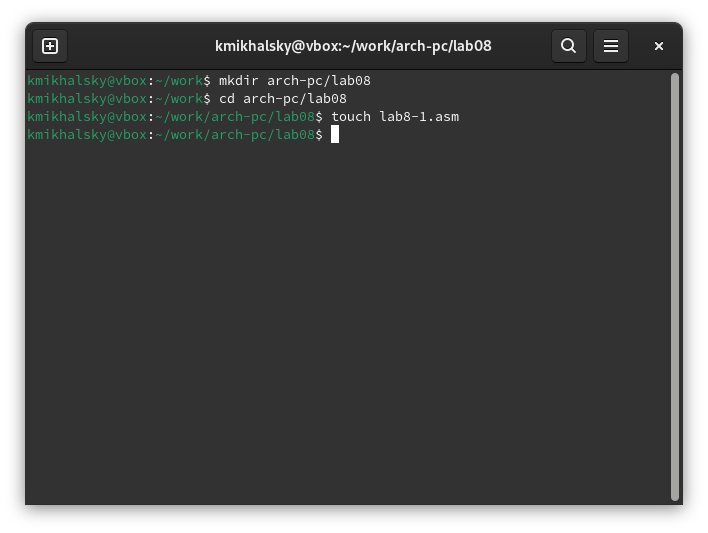 kmikhalsky@vbox:~/work/arch-pc/lab08
kmikhalsky@vbox:~/work$ mkdir arch-pc/lab08
kmikhalsky@vbox:~/work$ cd arch-pc/lab08
kmikhalsky@vbox:~/work/arch-pc/lab08$ touch lab8-1.asm
kmikhalsky@vbox:~/work/arch-pc/lab08$